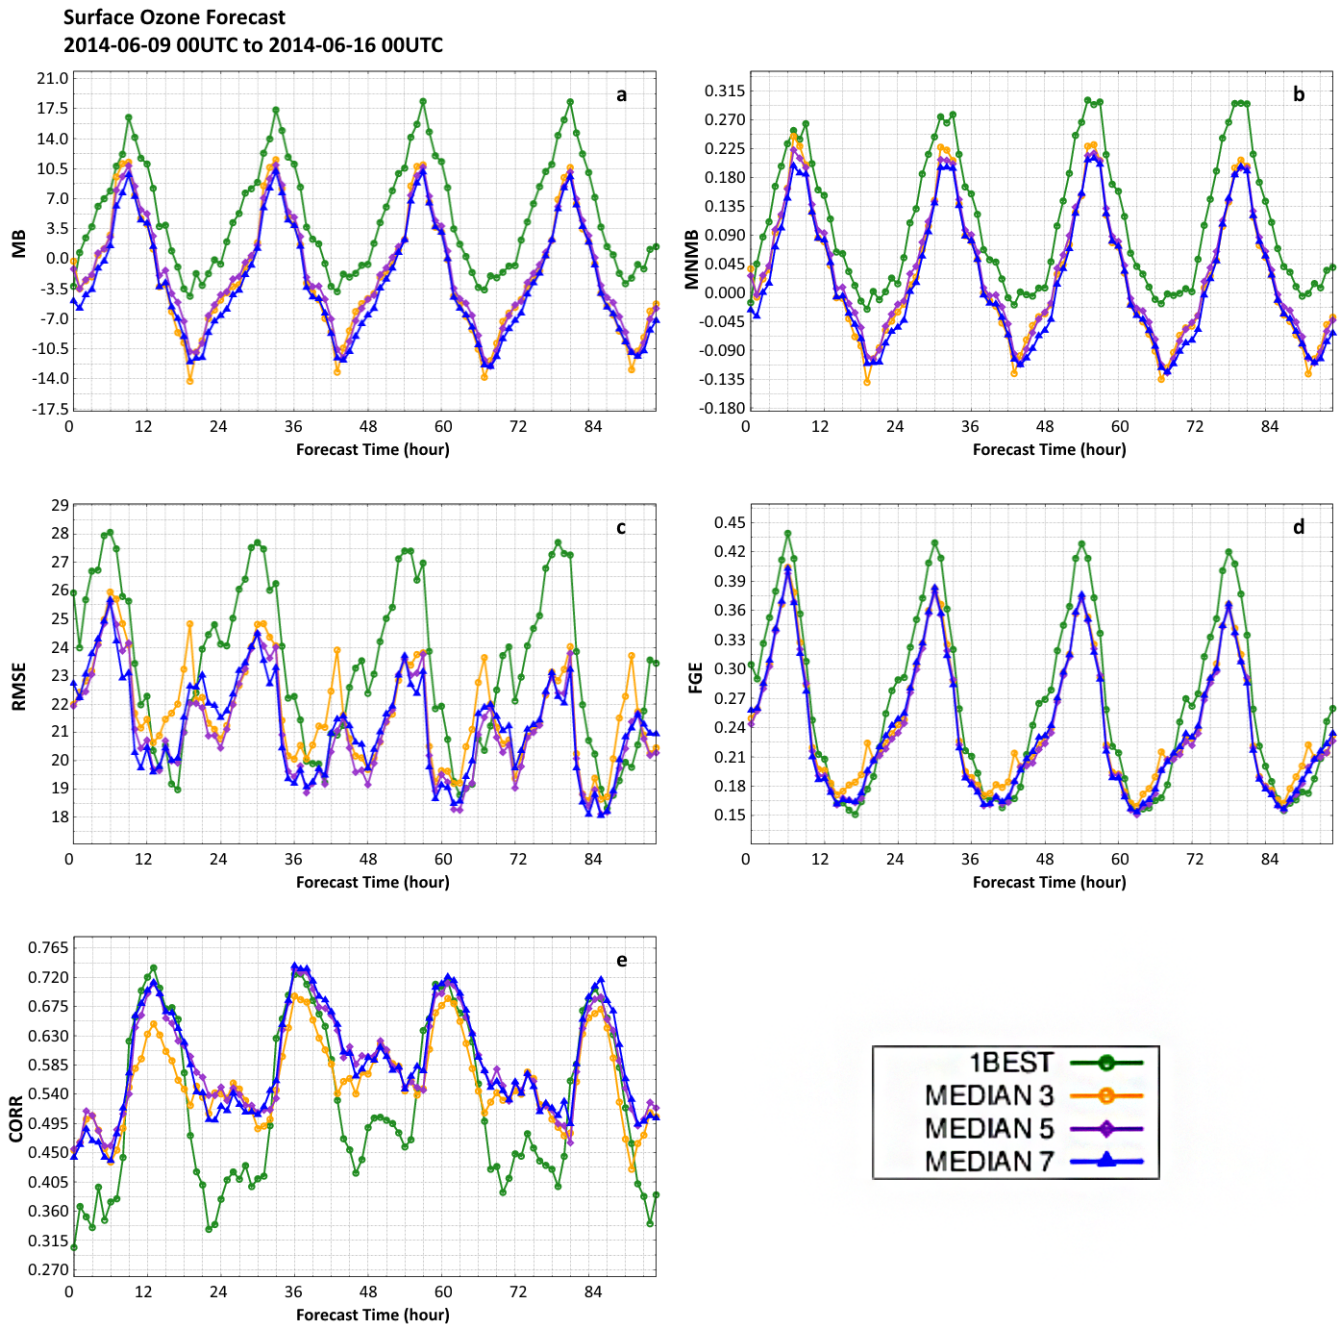 Surface Ozone Forecast
2014-06-09 00UTC to 2014-06-16 00UTC
a
MB
21.0
17.5
14.0
10.5
7.0
3.5
0.0
-3.5
-7.0
-10.5
-14.0
-17.5
0 12 24 36 48 60 72 84
Forecast Time (hour)
b
MNMB
0.315
0.270
0.225
0.180
0.135
0.090
0.045
0.000
-0.045
-0.090
-0.135
-0.180
0 12 24 36 48 60 72 84
Forecast Time (hour)
c
RMSE
29
28
27
26
25
24
23
22
21
20
19
18
0 12 24 36 48 60 72 84
Forecast Time (hour)
d
FGE
0.45
0.42
0.39
0.36
0.33
0.30
0.27
0.24
0.21
0.18
0.15
0 12 24 36 48 60 72 84
Forecast Time (hour)
e
CORR
0.765
0.720
0.675
0.630
0.585
0.540
0.495
0.450
0.405
0.360
0.315
0.270
0 12 24 36 48 60 72 84
Forecast Time (hour)
1BEST
MEDIAN 3
MEDIAN 5
MEDIAN 7